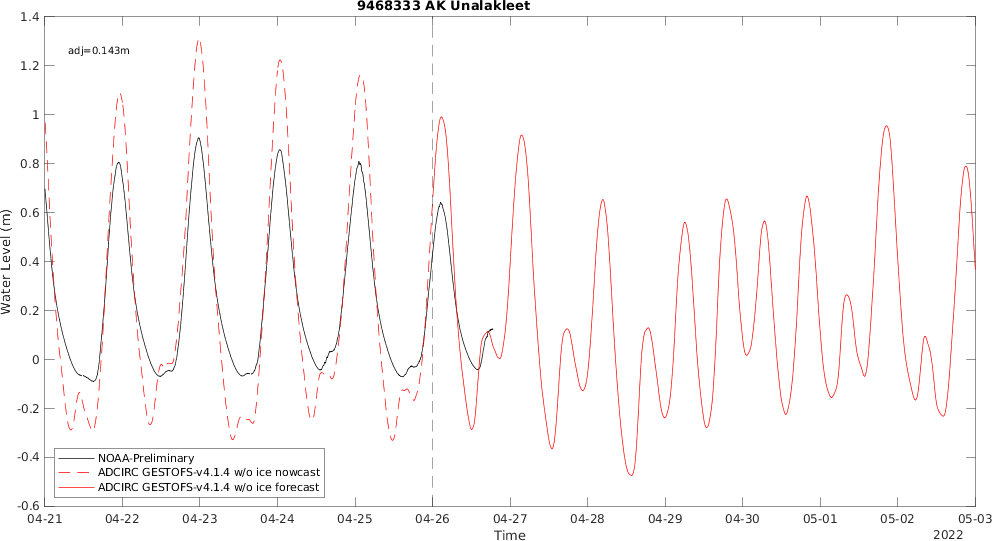 9468333 AK Unalakleet
adj=0.143m
Water Level (m)
1.4
1.2
1
0.8
0.6
0.4
0.2
0
-0.2
-0.4
-0.6
NOAA-Preliminary
ADCIRC GESTOFS-v4.1.4 w/o ice nowcast
ADCIRC GESTOFS-v4.1.4 w/o ice forecast
04-21 04-22 04-23 04-24 04-25 04-26 04-27 04-28 04-29 04-30 05-01 05-02 05-03
Time
2022